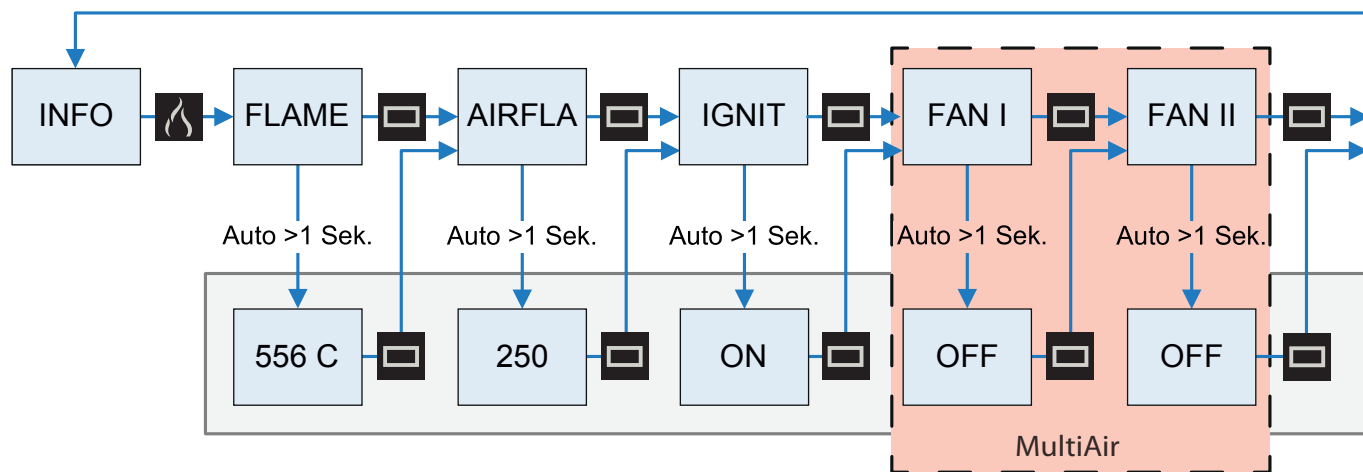 INFO
FLAME
AIRFLA
IGNIT
FAN I
FAN II
Auto >1 Sek.
Auto >1 Sek.
Auto >1 Sek.
Auto >1 Sek.
Auto >1 Sek.
556 C
250
ON
OFF
OFF
MultiAir